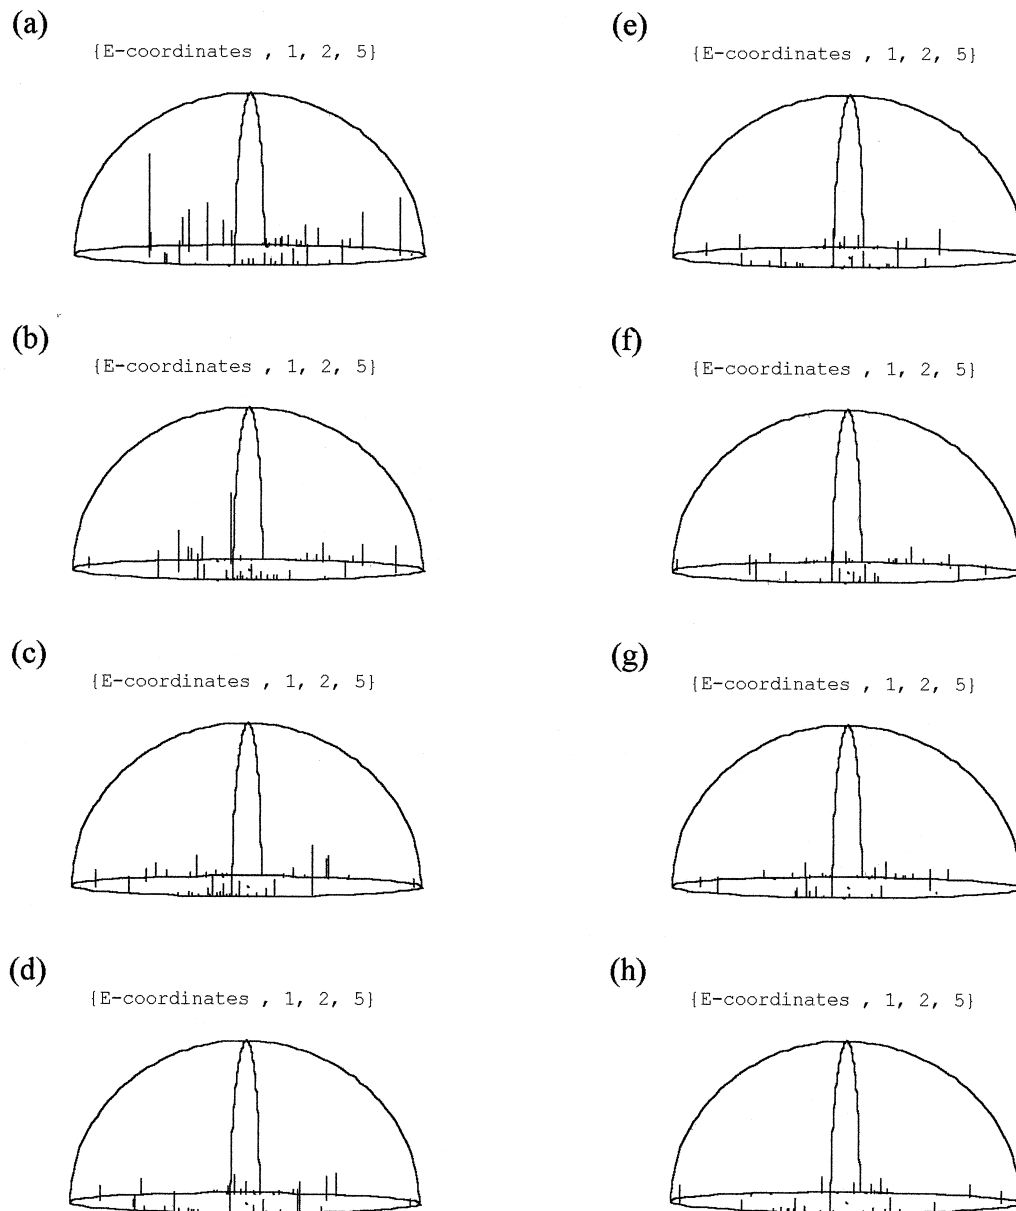 (a)
{E-coordinates , 1, 2, 5}
(b)
{E-coordinates , 1, 2, 5}
(c)
{E-coordinates , 1, 2, 5}
(d)
{E-coordinates , 1, 2, 5}
(e)
{E-coordinates , 1, 2, 5}
(f)
{E-coordinates , 1, 2, 5}
(g)
{E-coordinates , 1, 2, 5}
(h)
{E-coordinates , 1, 2, 5}